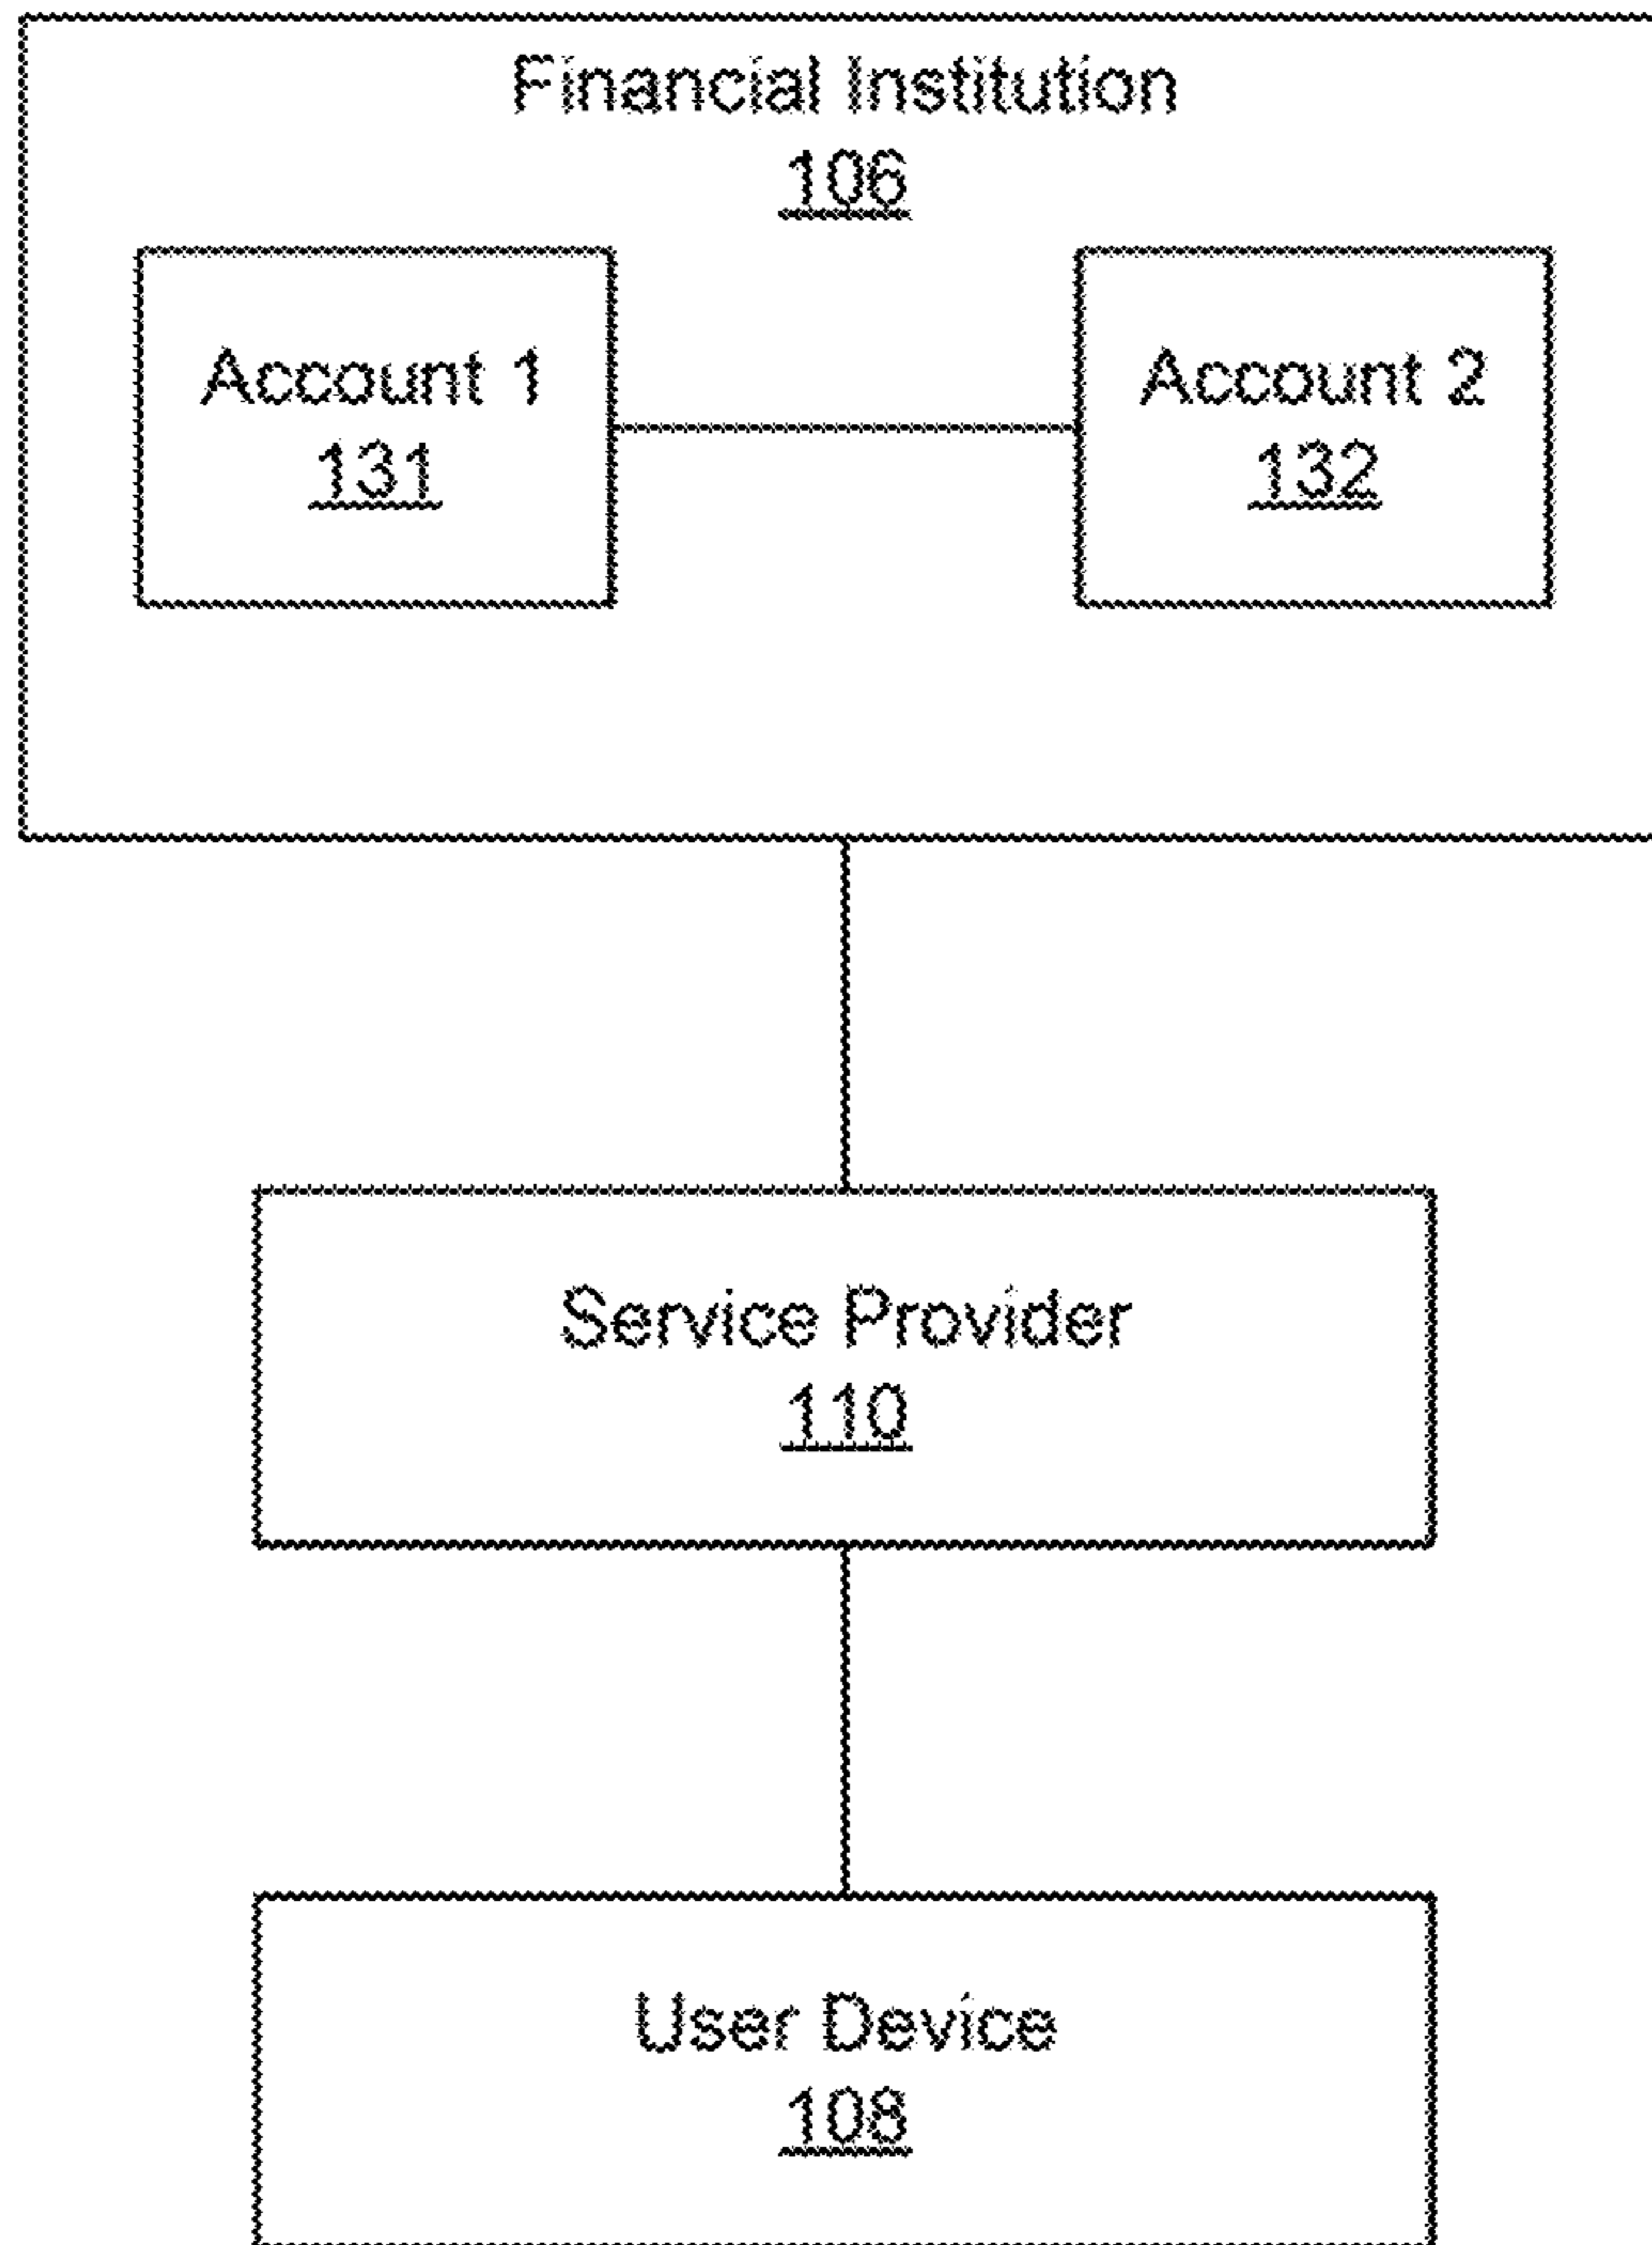 Financial Institution
106
Account 1
131
Account 2
132
Service Provider
110
User Device
108